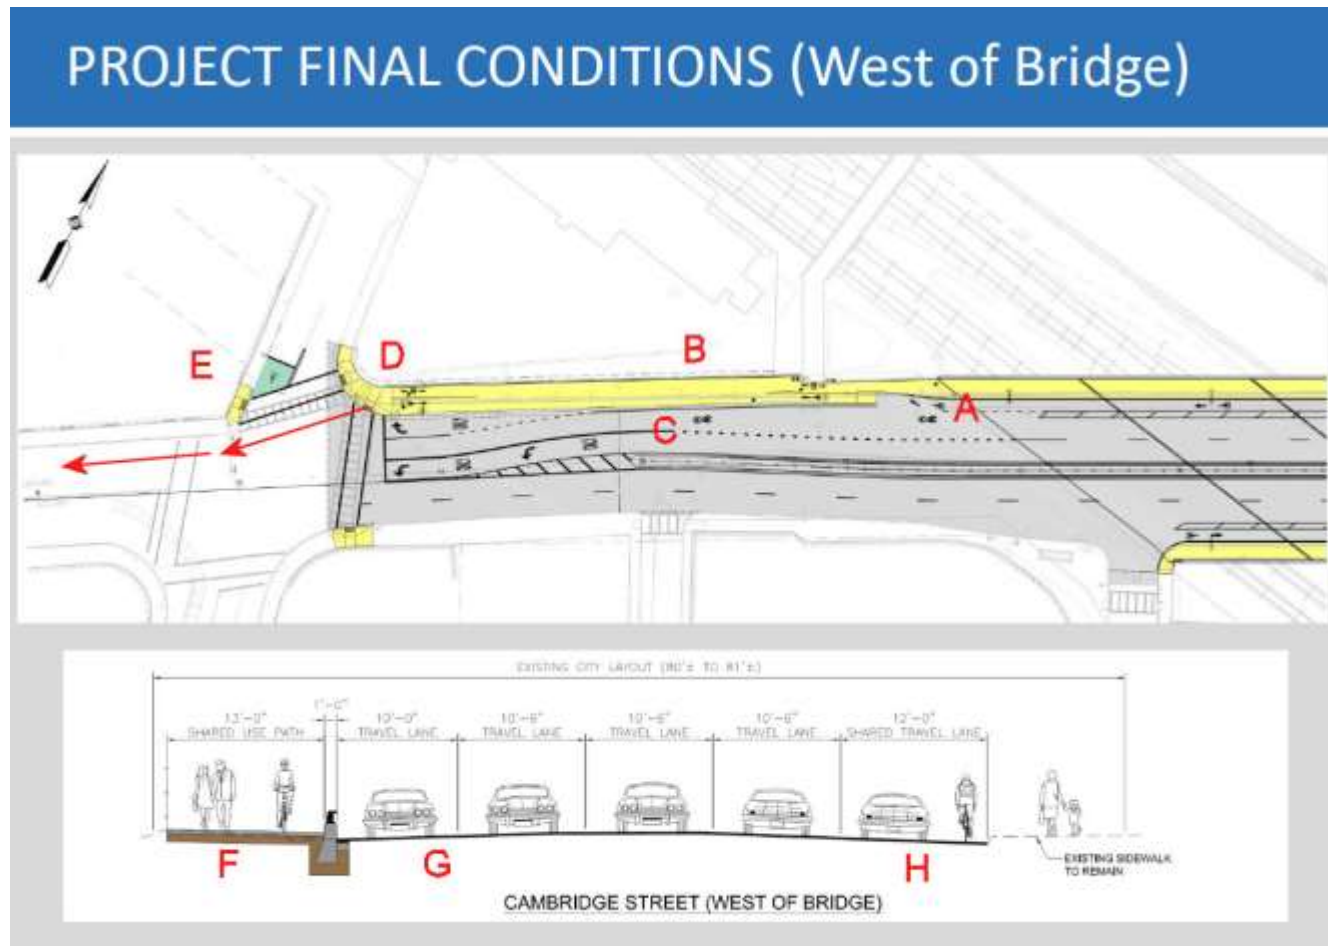 PROJECT FINAL CONDITIONS (West of Bridge)
E
D
B
A
C
EXISTING CITY LAYOUT (80'± TO 81'±)
13'-0"
SHARED USE PATH
1'-0"
10'-0"
TRAVEL LANE
10'-6"
TRAVEL LANE
10'-6"
TRAVEL LANE
10'-6"
TRAVEL LANE
12'-0"
SHARED TRAVEL LANE
F
G
H
EXISTING SIDEWALK
TO REMAIN
CAMBRIDGE STREET (WEST OF BRIDGE)